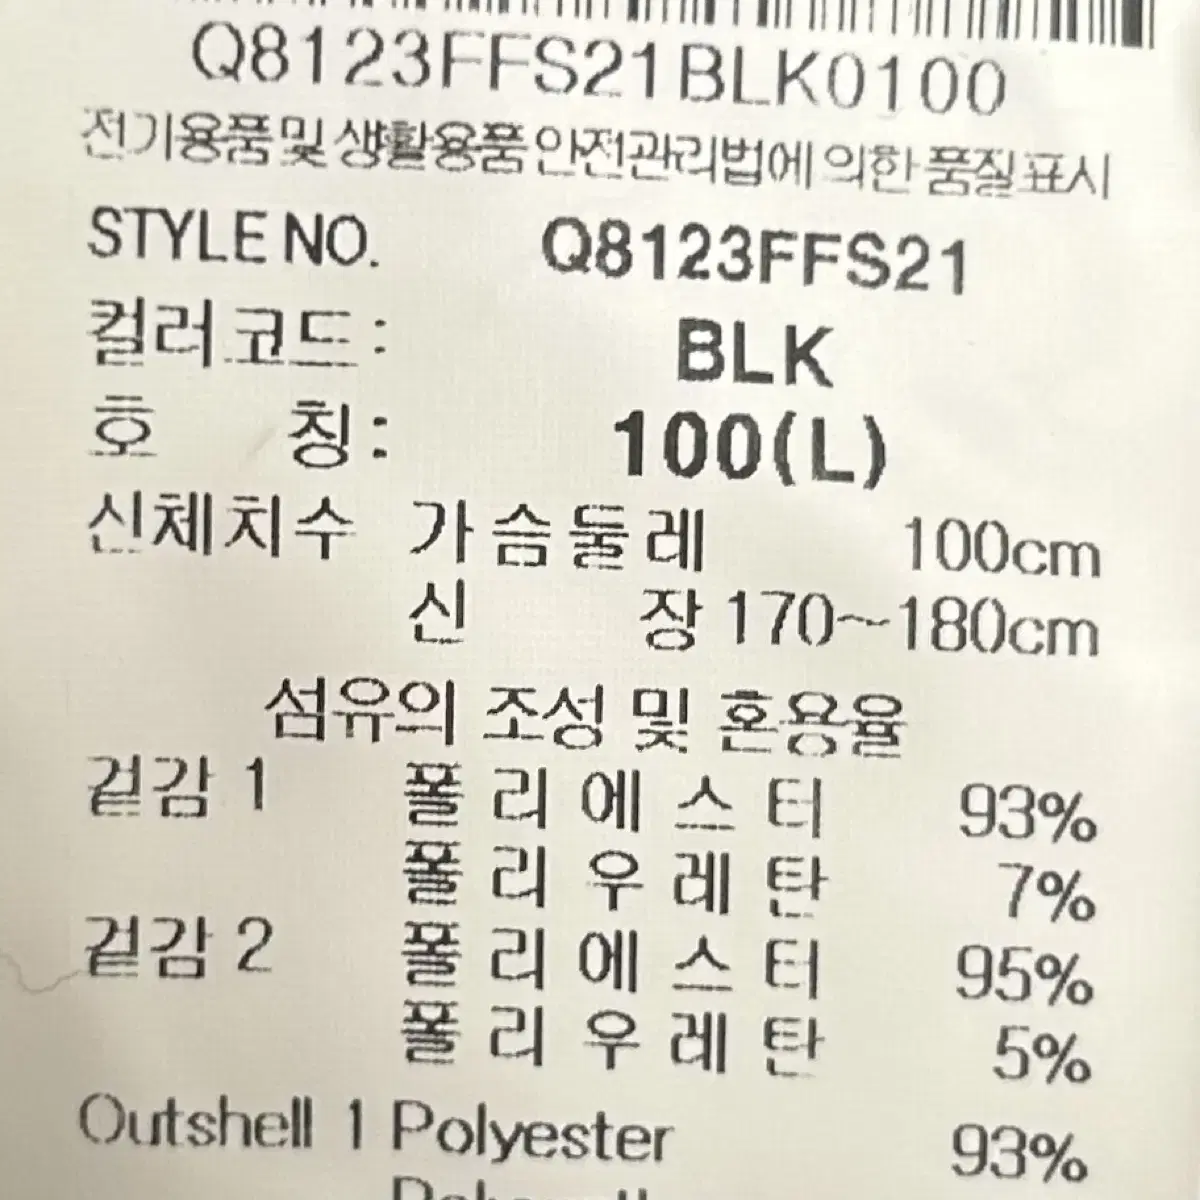 Q8123FFS21BLK0100
전기용품 및 생활용품 안전관리법에 의한 품질표시
STYLE NO. Q8123FFS21
컬러코드 : BLK
호 칭 : 100(L)
신체치수 가슴둘레 100cm
신 장 170~180cm
섬유의 조성 및 혼용율
겉감 1 폴리에스터 93%
폴리우레탄 7%
겉감 2 폴리에스터 95%
폴리우레탄 5%
Outshell 1 Polyester 93%